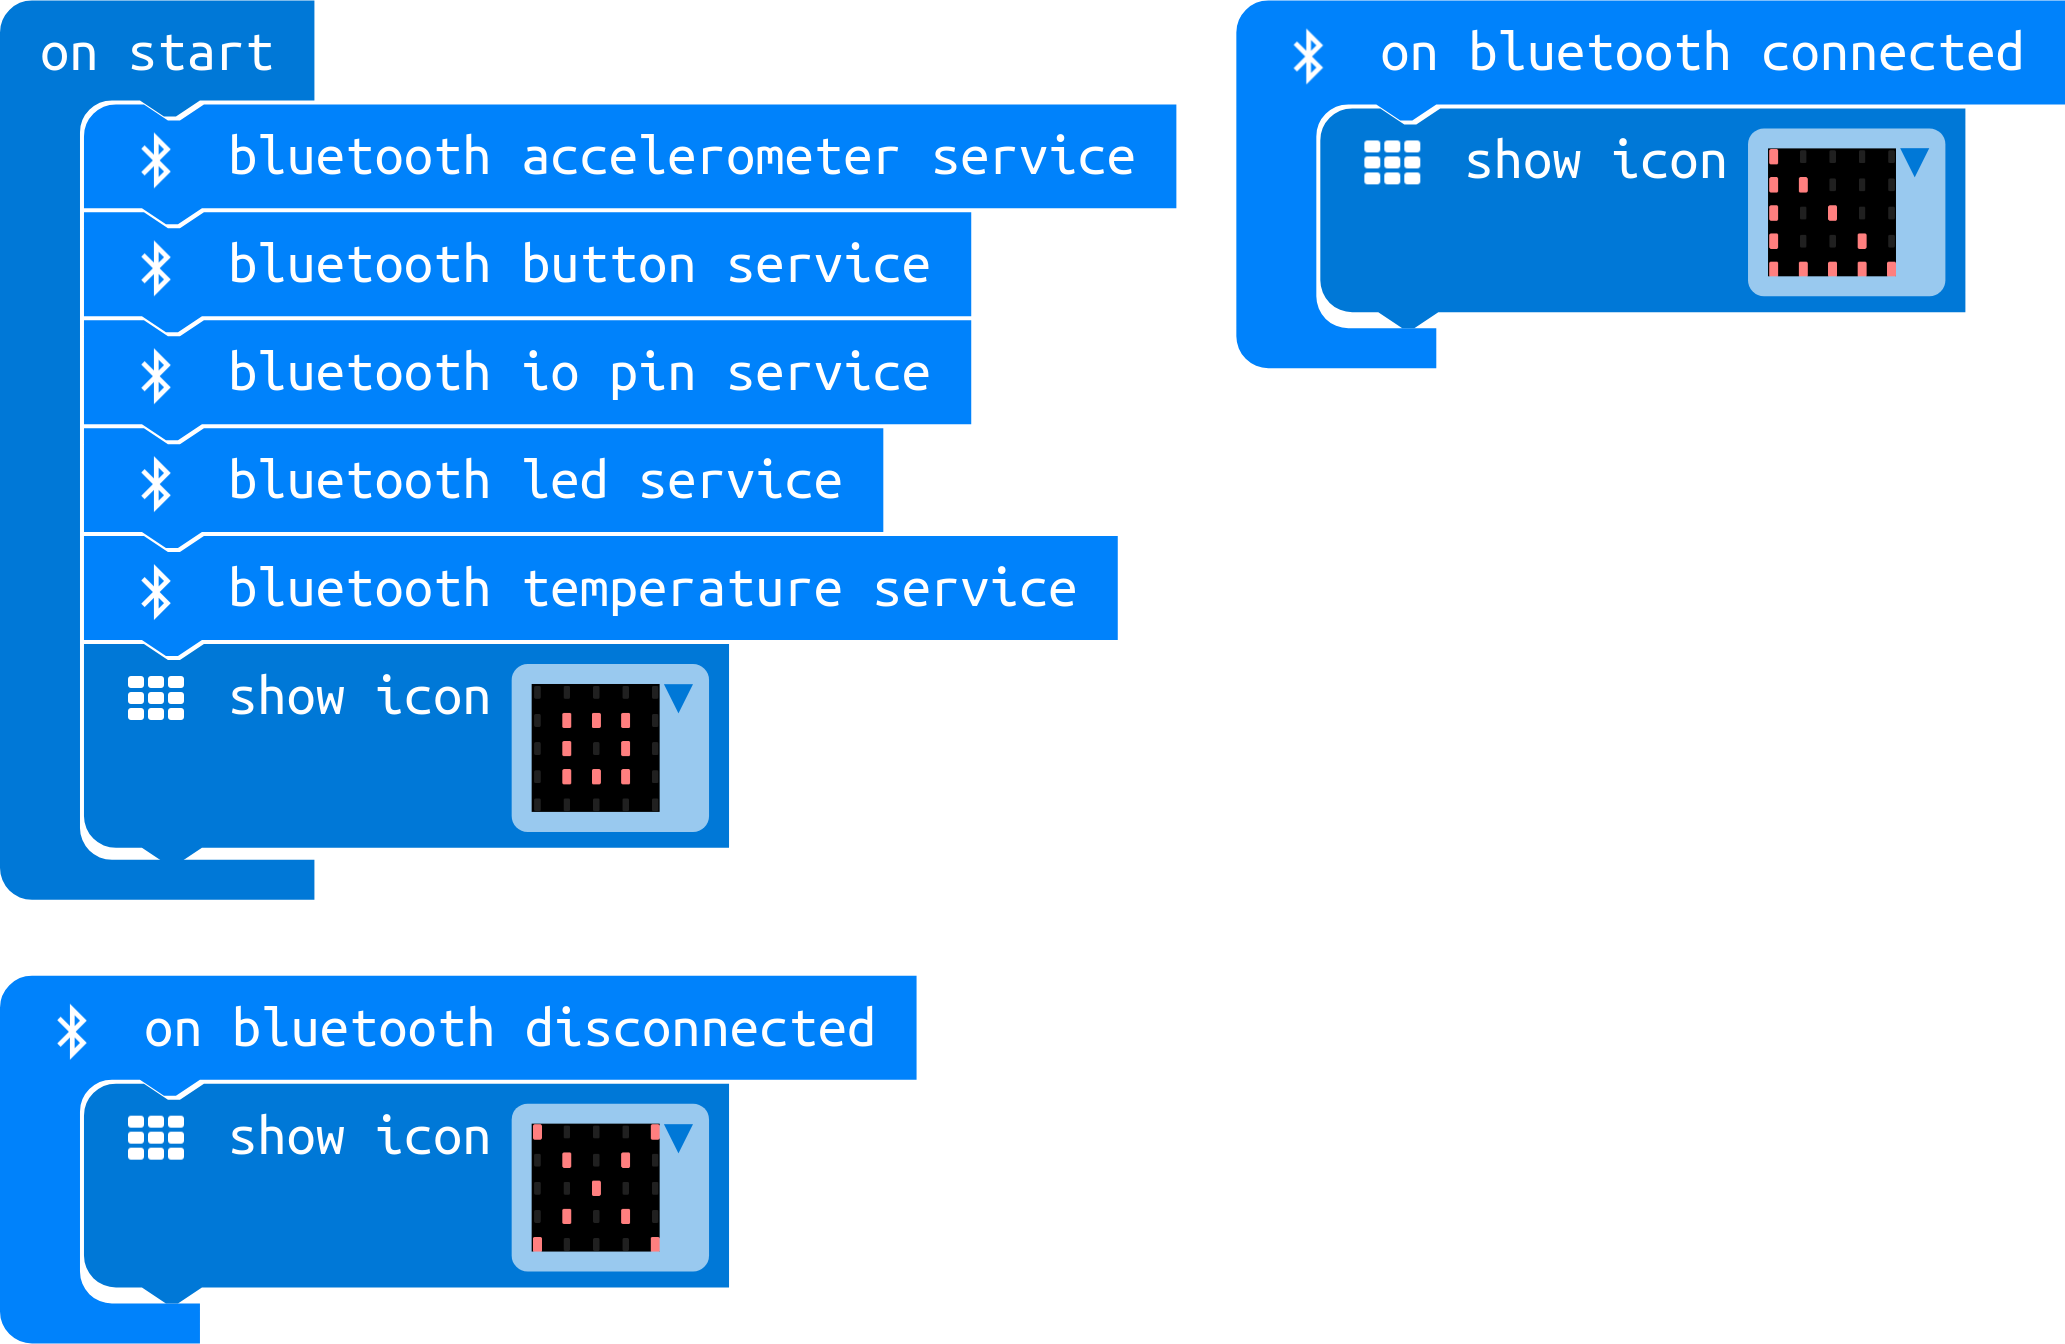 on start
bluetooth accelerometer service
bluetooth button service
bluetooth io pin service
bluetooth led service
bluetooth temperature service
show icon
on bluetooth connected
show icon
on bluetooth disconnected
show icon